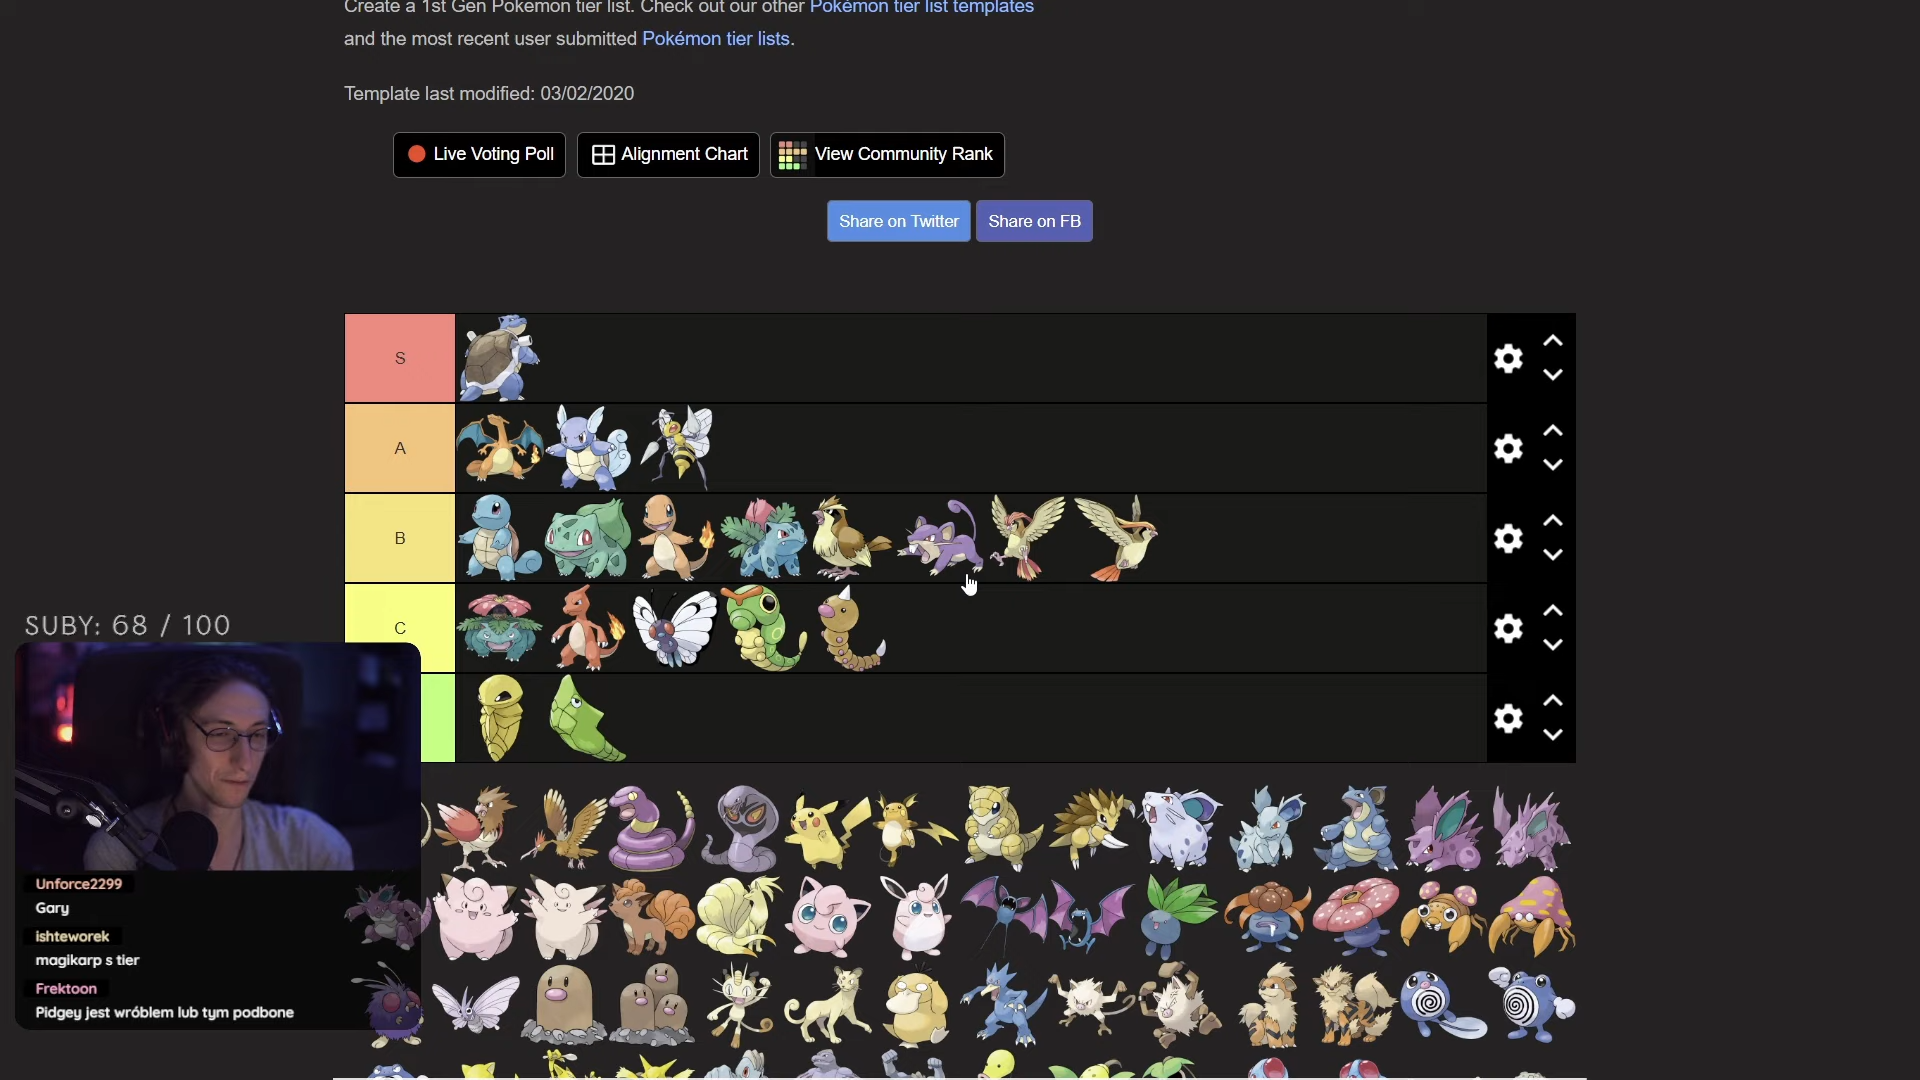 Create a 1st Gen Pokemon tier list. Check out our other Pokémon tier list templates
and the most recent user submitted Pokémon tier lists.
Template last modified: 03/02/2020
Live Voting Poll
Alignment Chart
View Community Rank
Share on Twitter
Share on FB
S
A
B
C
SUBY: 68 / 100
Unforce2299
Gary
ishteworek
magikarp s tier
Frektoon
Pidgey jest wróblem lub tym podbone